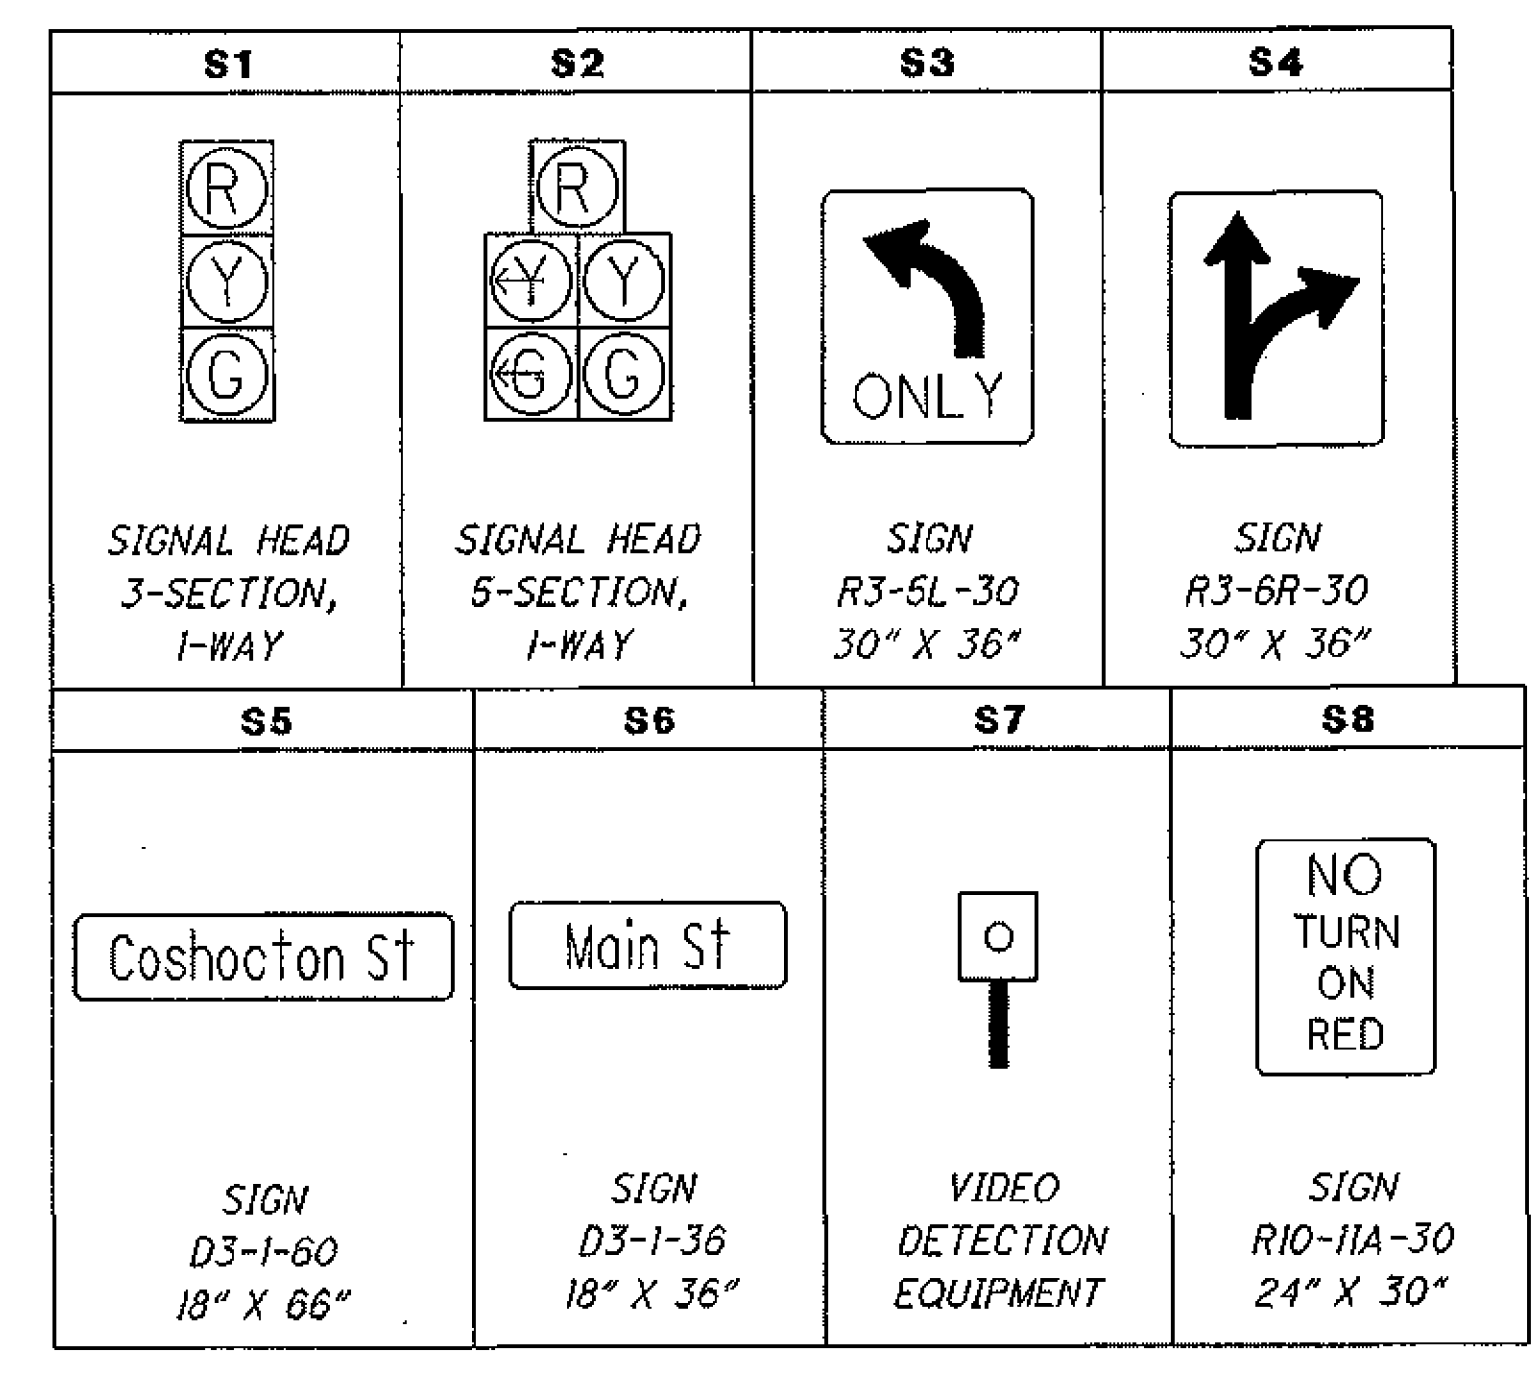 S1 S2 S3 S4
R
Y
G
R
Y Y
G G
ONLY
SIGNAL HEAD
3-SECTION,
1-WAY
SIGNAL HEAD
5-SECTION,
1-WAY
SIGN
R3-5L-30
30" X 36"
SIGN
R3-6R-30
30" X 36"
S5 S6 S7 S8
Coshocton St
Main St
NO
TURN
ON
RED
SIGN
D3-1-60
18" X 66"
SIGN
D3-1-36
18" X 36"
VIDEO
DETECTION
EQUIPMENT
SIGN
R10-11A-30
24" X 30"